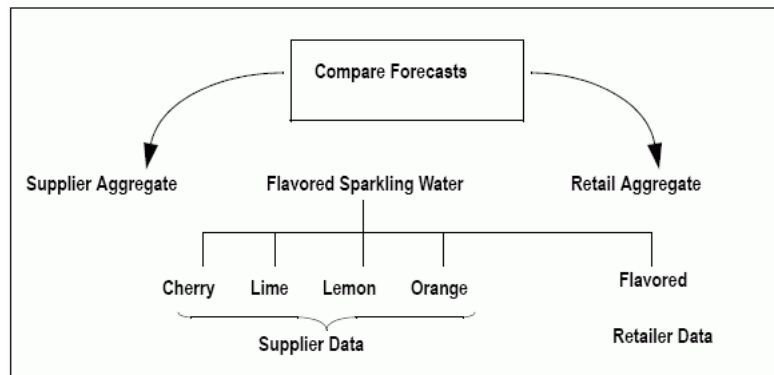 Compare Forecasts
Supplier Aggregate
Flavored Sparkling Water
Retail Aggregate
Cherry
Lime
Lemon
Orange
Flavored
Supplier Data
Retailer Data